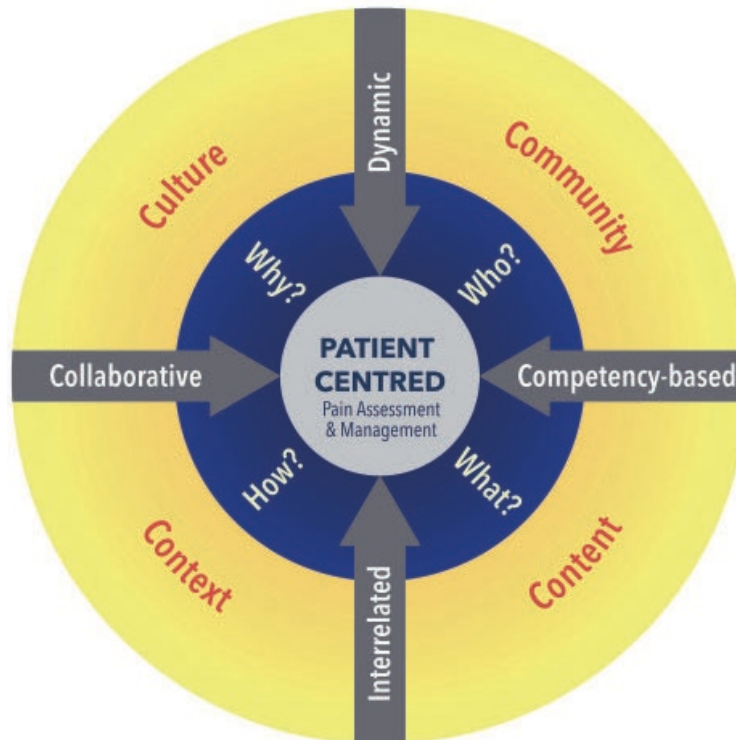 Dynamic
Culture
Community
Why?
Who?
Collaborative
PATIENT
CENTRED
Pain Assessment
& Management
Competency-based
How?
What?
Context
Content
Interrelated